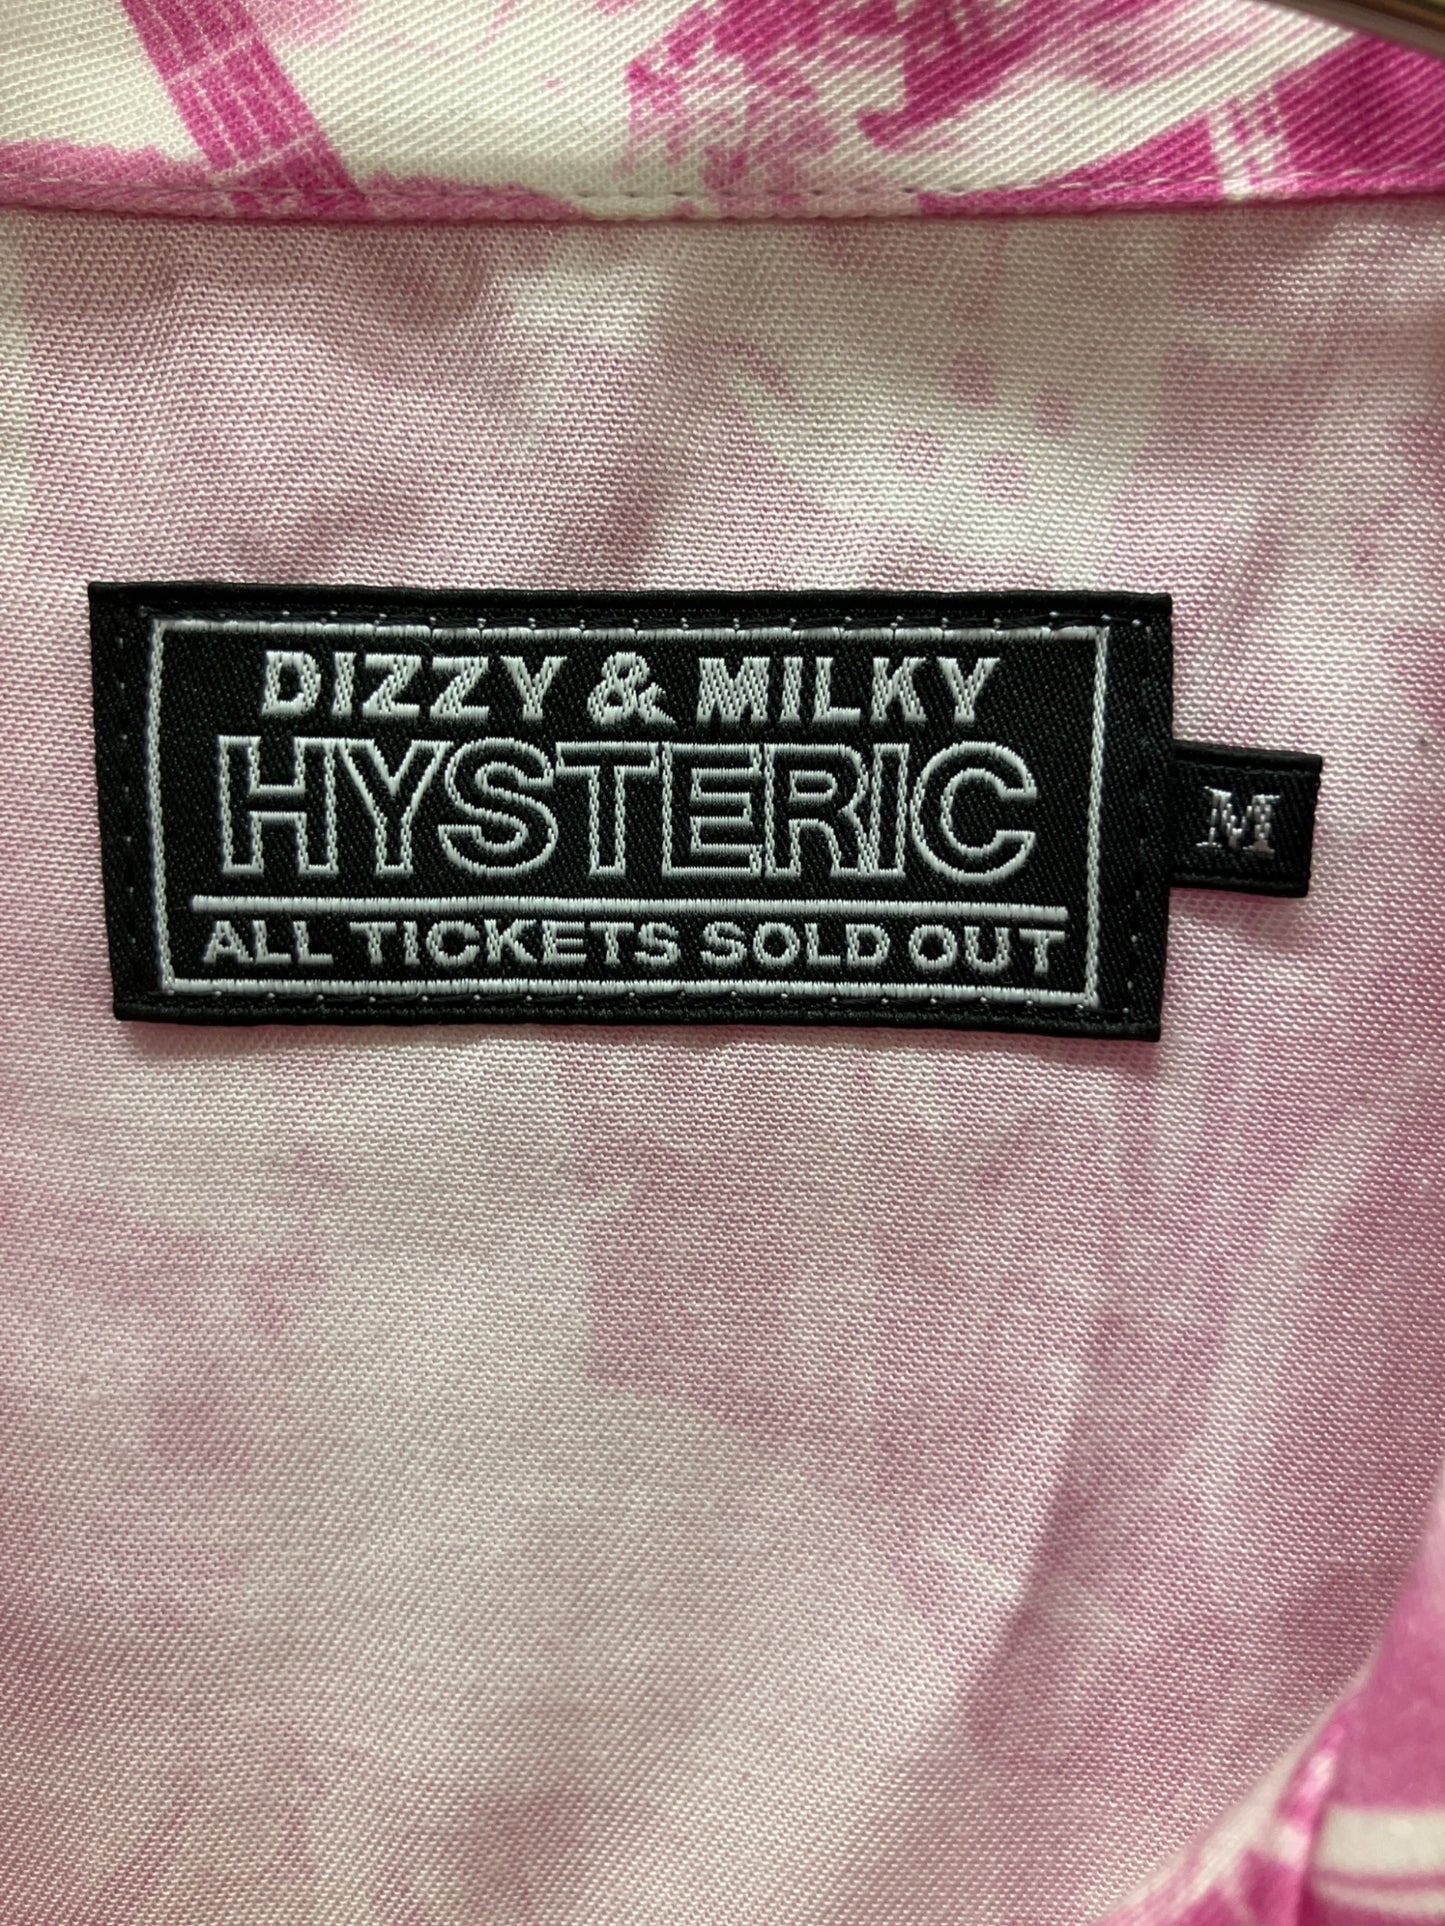 DIZZY & MILKY
HYSTERIC
ALL TICKETS SOLD OUT
M